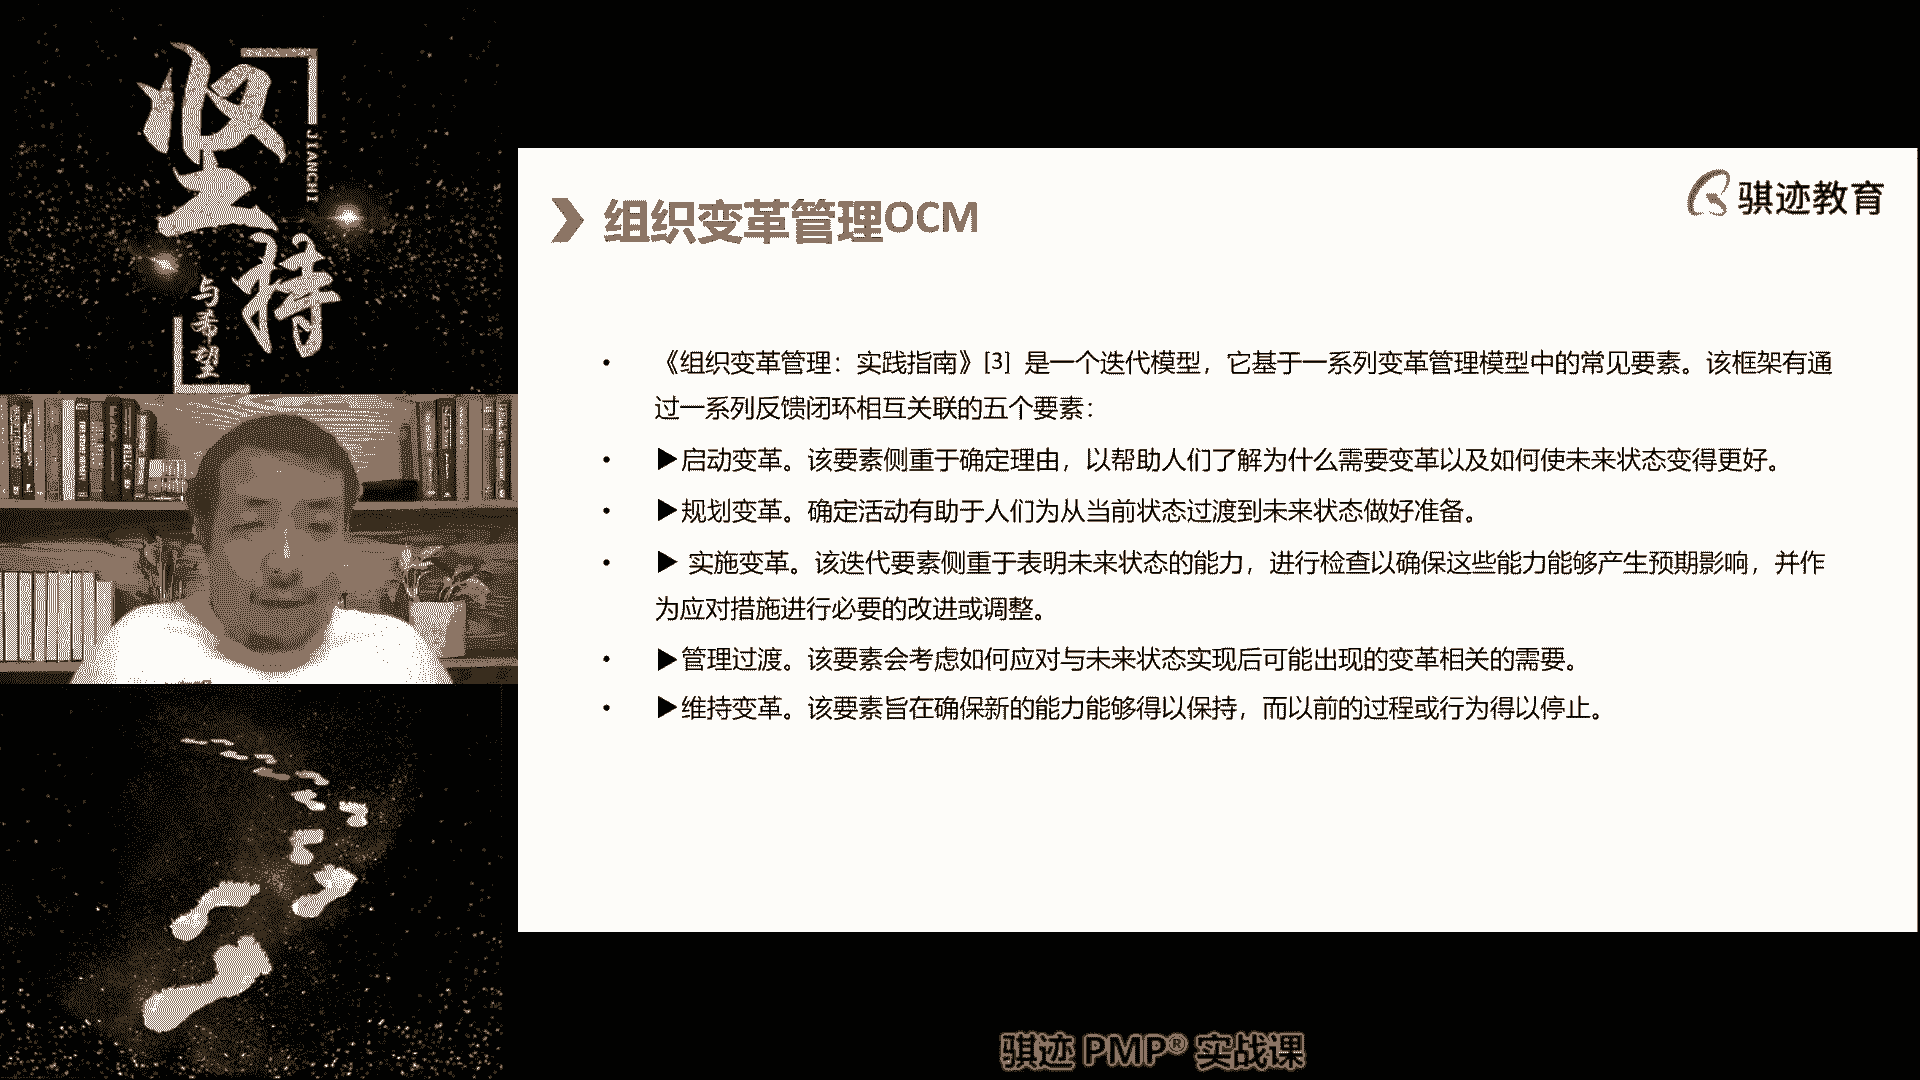 坚持
JIANCHI
与希望
骐迹教育
组织变革管理OCM
• 《组织变革管理：实践指南》[3] 是一个迭代模型，它基于一系列变革管理模型中的常见要素。该框架有通
过一系列反馈闭环相互关联的五个要素：
• ▶启动变革。该要素侧重于确定理由，以帮助人们了解为什么需要变革以及如何使未来状态变得更好。
• ▶规划变革。确定活动有助于人们为从当前状态过渡到未来状态做好准备。
• ▶ 实施变革。该迭代要素侧重于表明未来状态的能力，进行检查以确保这些能力能够产生预期影响，并作
为应对措施进行必要的改进或调整。
• ▶管理过渡。该要素会考虑如何应对与未来状态实现后可能出现的变革相关的需要。
• ▶维持变革。该要素旨在确保新的能力能够得以保持，而以前的过程或行为得以停止。
骐迹 PMP® 实战课